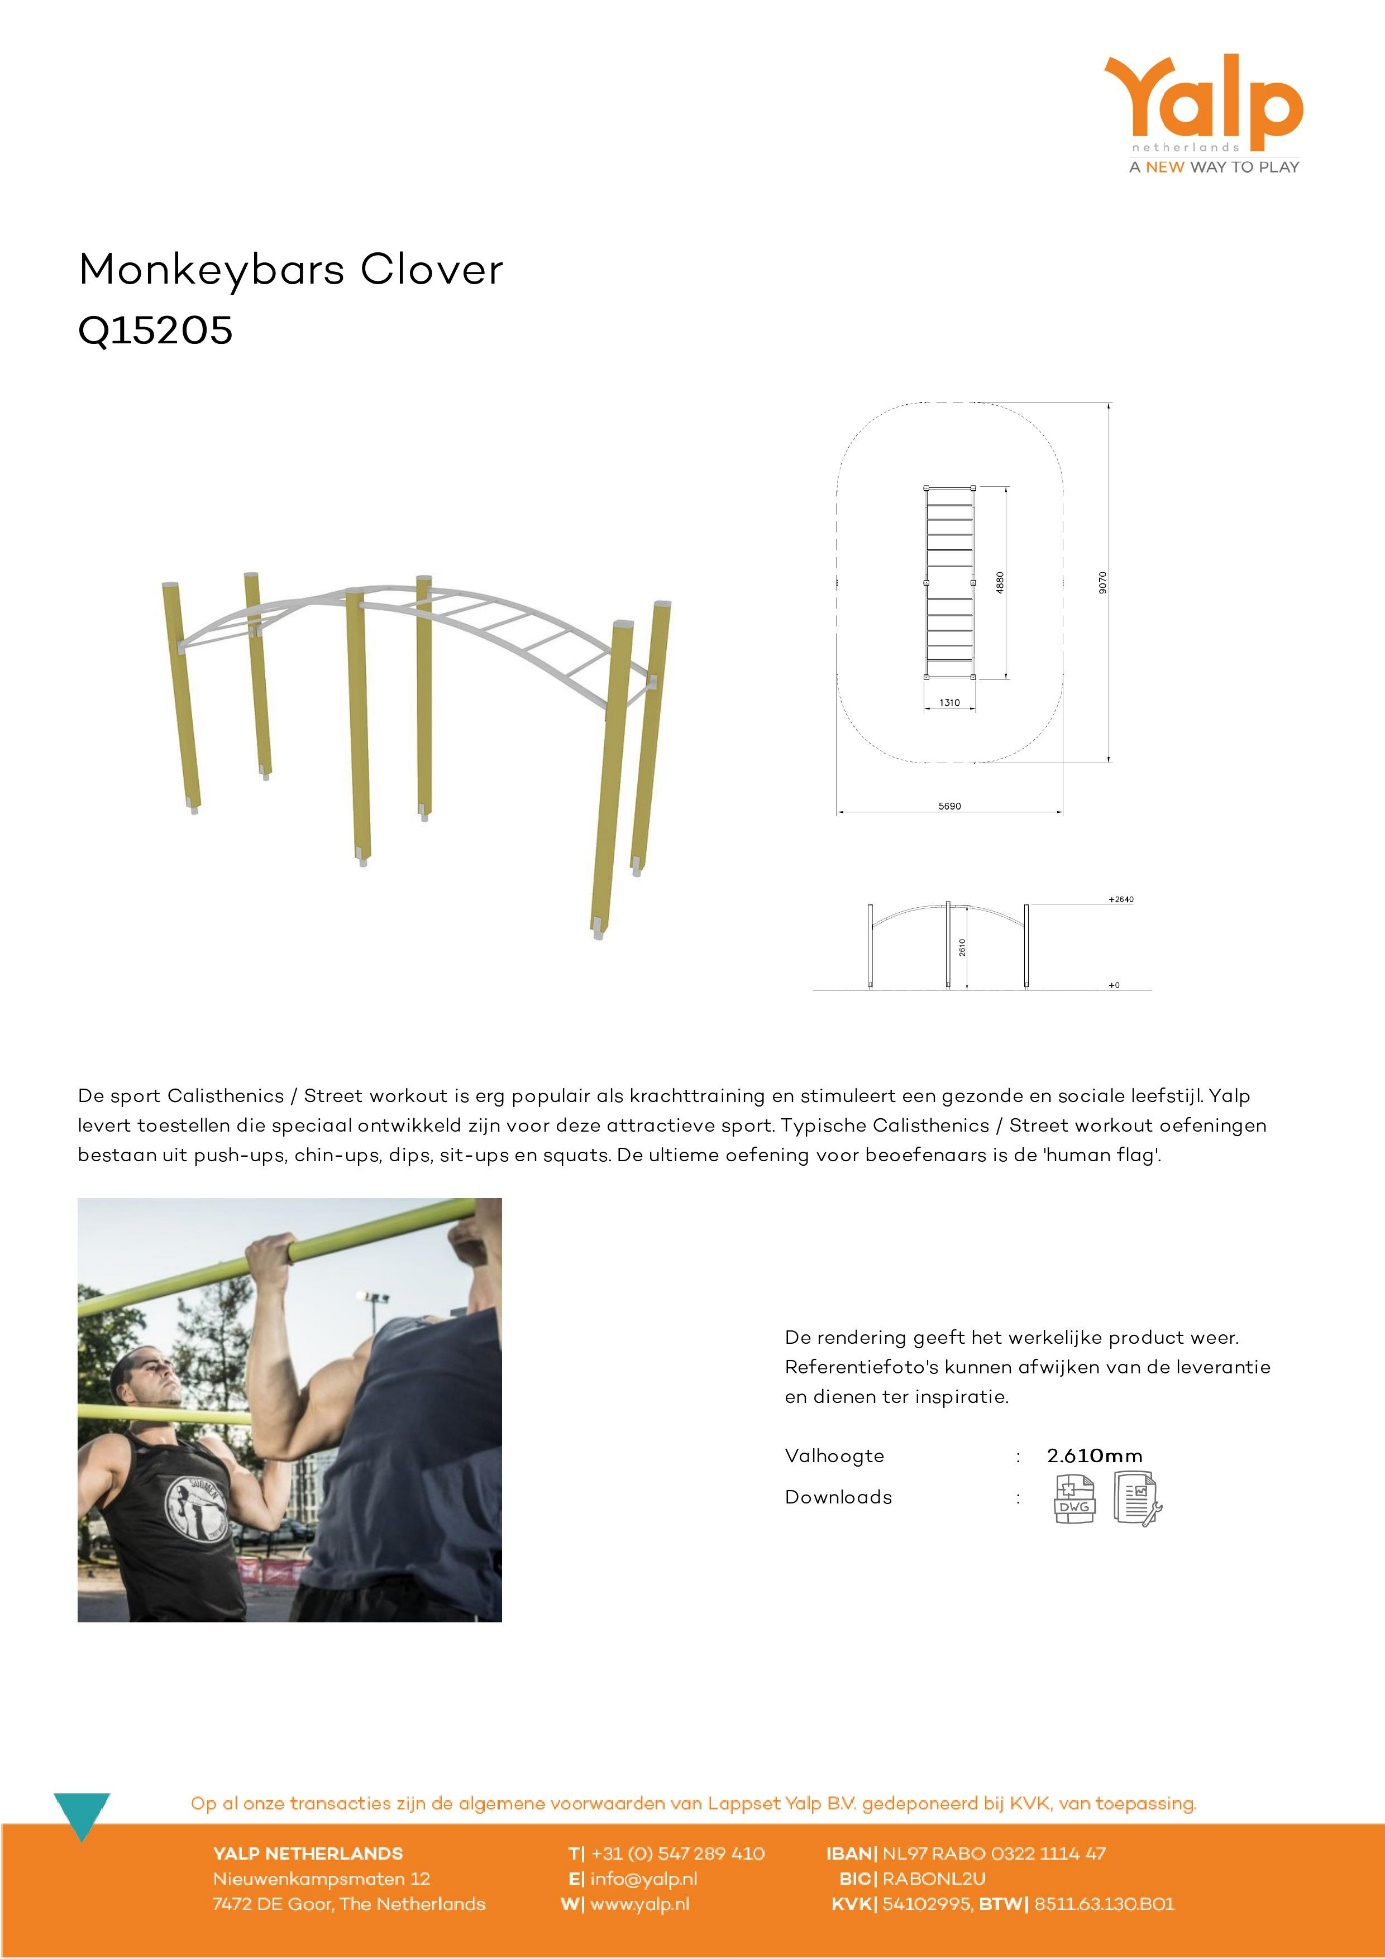 Yalp
netherlands
A NEW WAY TO PLAY
Monkeybars Clover
Q15205
4880
9070
1310
5690
+2640
2610
+0
De sport Calisthenics / Street workout is erg populair als krachttraining en stimuleert een gezonde en sociale leefstijl. Yalp
levert toestellen die speciaal ontwikkeld zijn voor deze attractieve sport. Typische Calisthenics / Street workout oefeningen
bestaan uit push-ups, chin-ups, dips, sit-ups en squats. De ultieme oefening voor beoefenaars is de 'human flag'.
De rendering geeft het werkelijke product weer.
Referentiefoto's kunnen afwijken van de leverantie
en dienen ter inspiratie.
Valhoogte : 2.610mm
Downloads :
DWG
Op al onze transacties zijn de algemene voorwaarden van Lappset Yalp B.V. gedeponeerd bij KVK, van toepassing.
YALP NETHERLANDS T| +31 (0) 547 289 410 IBAN| NL97 RABO 0322 1114 47
Nieuwenkampsmaten 12 E| info@yalp.nl BIC| RABONL2U
7472 DE Goor, The Netherlands W| www.yalp.nl KVK| 54102995, BTW| 8511.63.130.B01